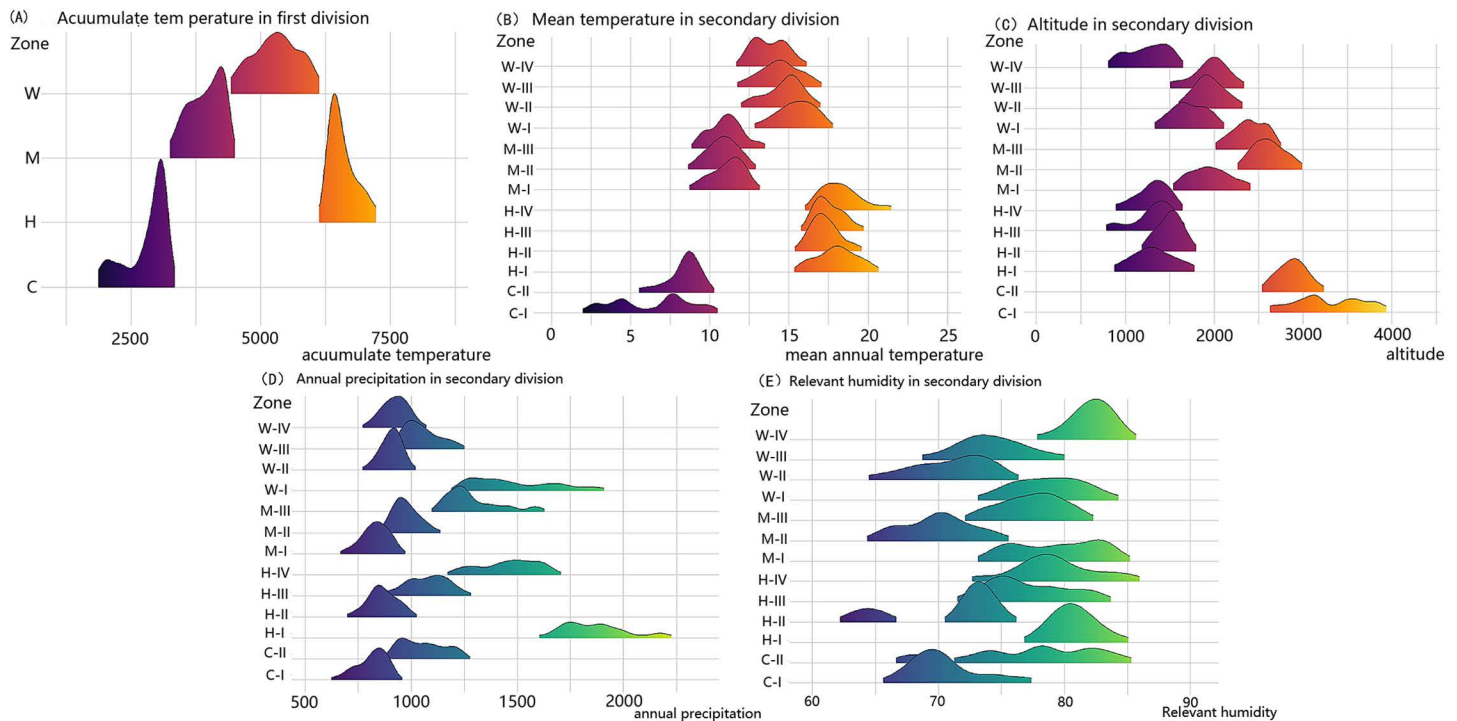 (A) Acuumulate tem perature in first division
Zone
W
M
H
C
2500 5000 7500
acuumulate temperature
(B) Mean temperature in secondary division
Zone
W-IV
W-III
W-II
W-I
M-III
M-II
M-I
H-IV
H-III
H-II
H-I
C-II
C-I
0 5 10 15 20 25
mean annual temperature
(C) Altitude in secondary division
Zone
W-IV
W-III
W-II
W-I
M-III
M-II
M-I
H-IV
H-III
H-II
H-I
C-II
C-I
0 1000 2000 3000 4000
altitude
(D) Annual precipitation in secondary division
Zone
W-IV
W-III
W-II
W-I
M-III
M-II
M-I
H-IV
H-III
H-II
H-I
C-II
C-I
500 1000 1500 2000
annual precipitation
(E) Relevant humidity in secondary division
Zone
W-IV
W-III
W-II
W-I
M-III
M-II
M-I
H-IV
H-III
H-II
H-I
C-II
C-I
60 70 80 90
Relevant humidity